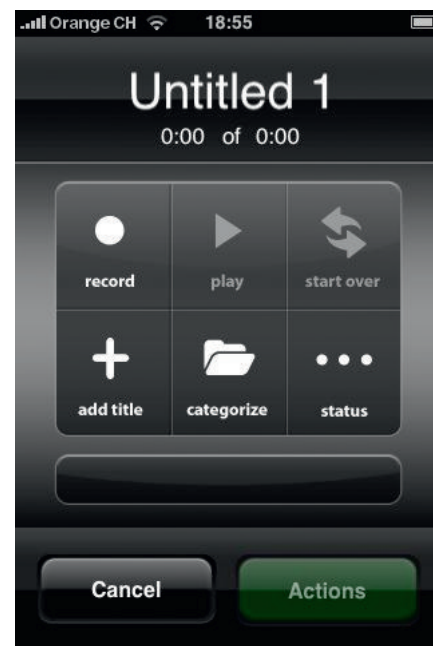 Orange CH 18:55
Untitled 1
0:00 of 0:00
record play start over
add title categorize status
Cancel Actions